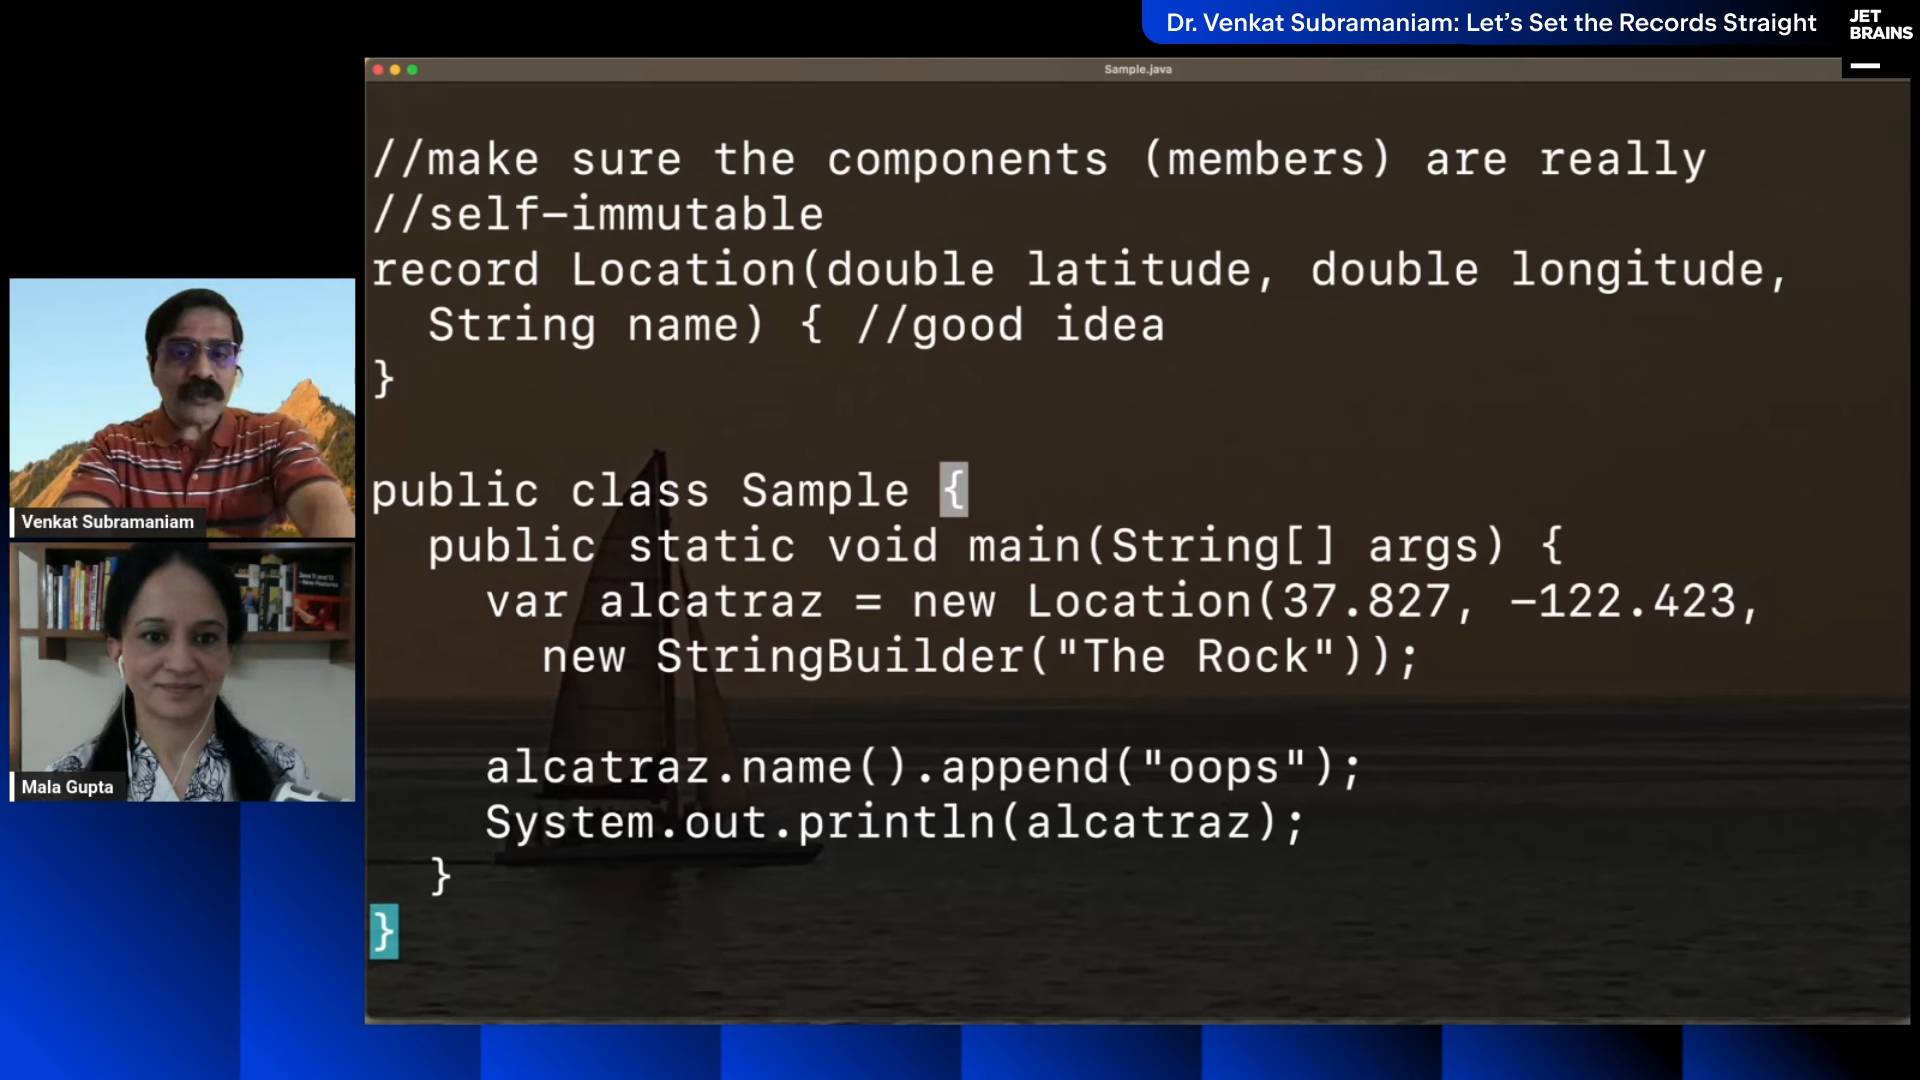 Dr. Venkat Subramaniam: Let’s Set the Records Straight
JET
BRAINS
Sample.java
//make sure the components (members) are really
//self-immutable
record Location(double latitude, double longitude,
String name) { //good idea
}
public class Sample {
public static void main(String[] args) {
var alcatraz = new Location(37.827, -122.423,
new StringBuilder("The Rock"));
alcatraz.name().append("oops");
System.out.println(alcatraz);
}
}
Venkat Subramaniam
Mala Gupta